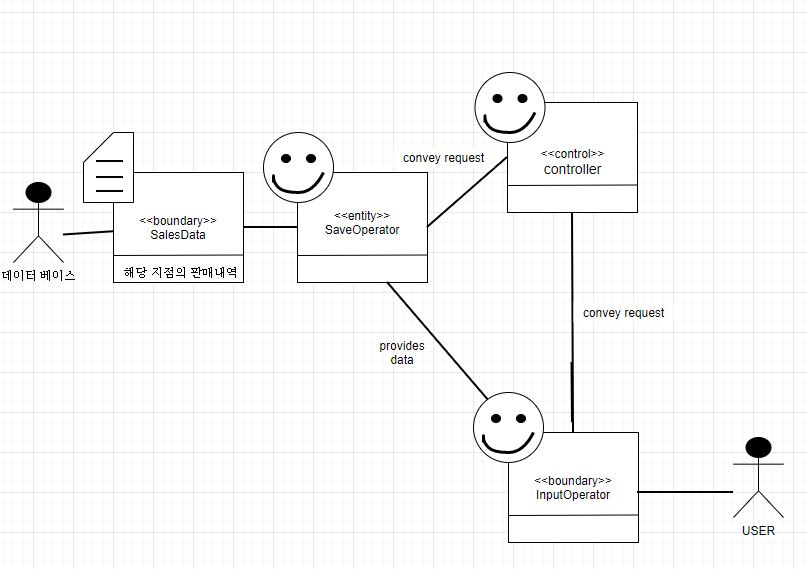 <<control>>
controller
convey request
<<entity>>
SaveOperator
<<boundary>>
SalesData
해당 지점의 판매내역
데이터 베이스
convey request
provides
data
<<boundary>>
InputOperator
USER